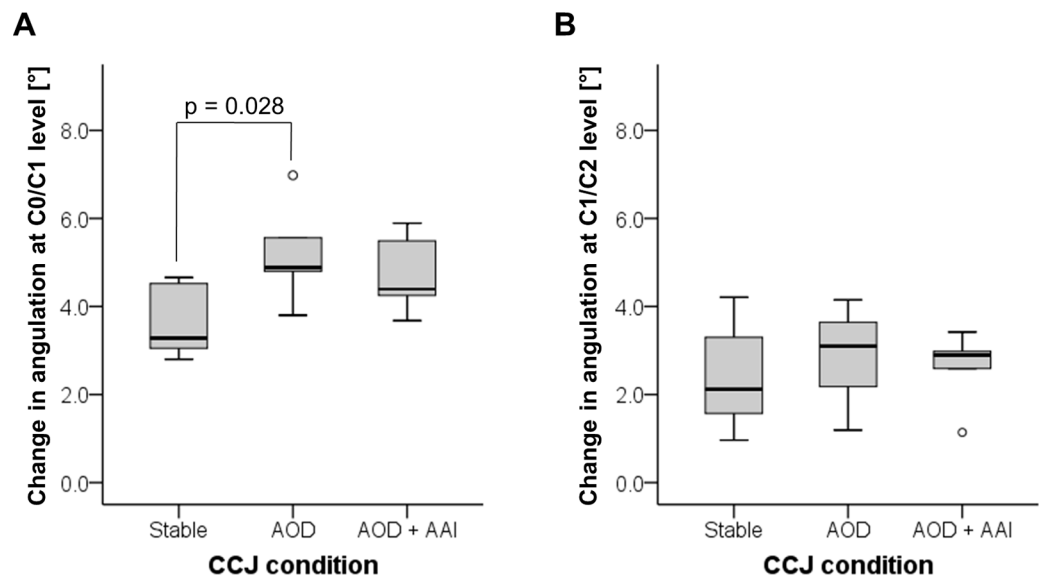 A
Change in angulation at C0/C1 level [°]
8.0
6.0
4.0
2.0
0.0
p = 0.028
Stable
AOD
AOD + AAI
CCJ condition
B
Change in angulation at C1/C2 level [°]
8.0
6.0
4.0
2.0
0.0
Stable
AOD
AOD + AAI
CCJ condition